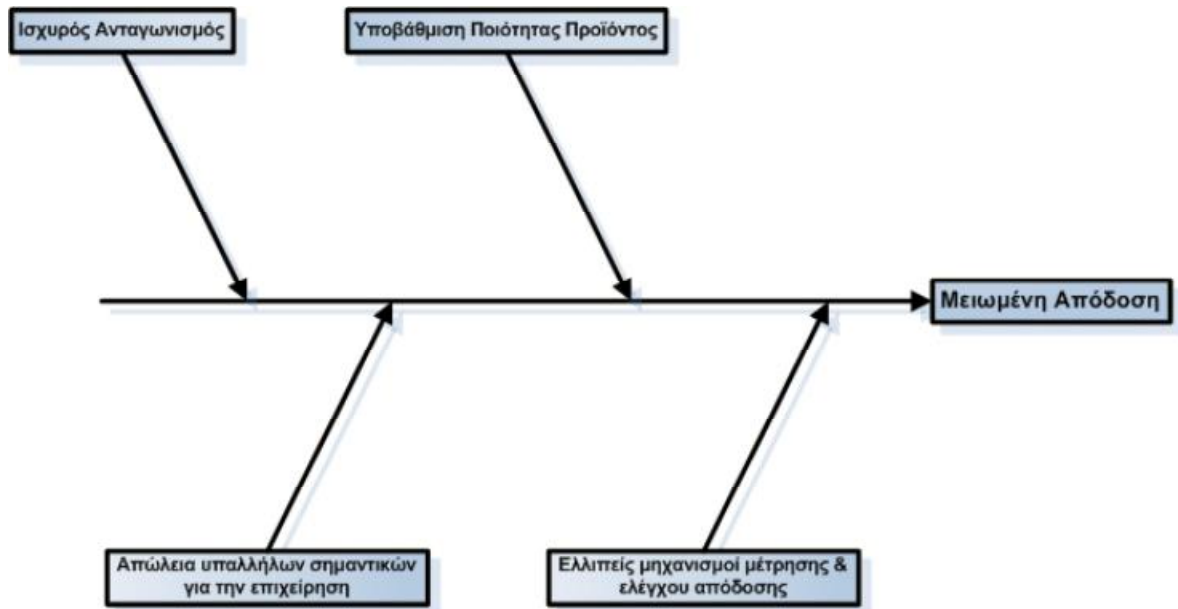 Ισχυρός Ανταγωνισμός
Υποβάθμιση Ποιότητας Προϊόντος
Μειωμένη Απόδοση
Απώλεια υπαλλήλων σημαντικών
για την επιχείρηση
Ελλιπείς μηχανισμοί μέτρησης &
ελέγχου απόδοσης